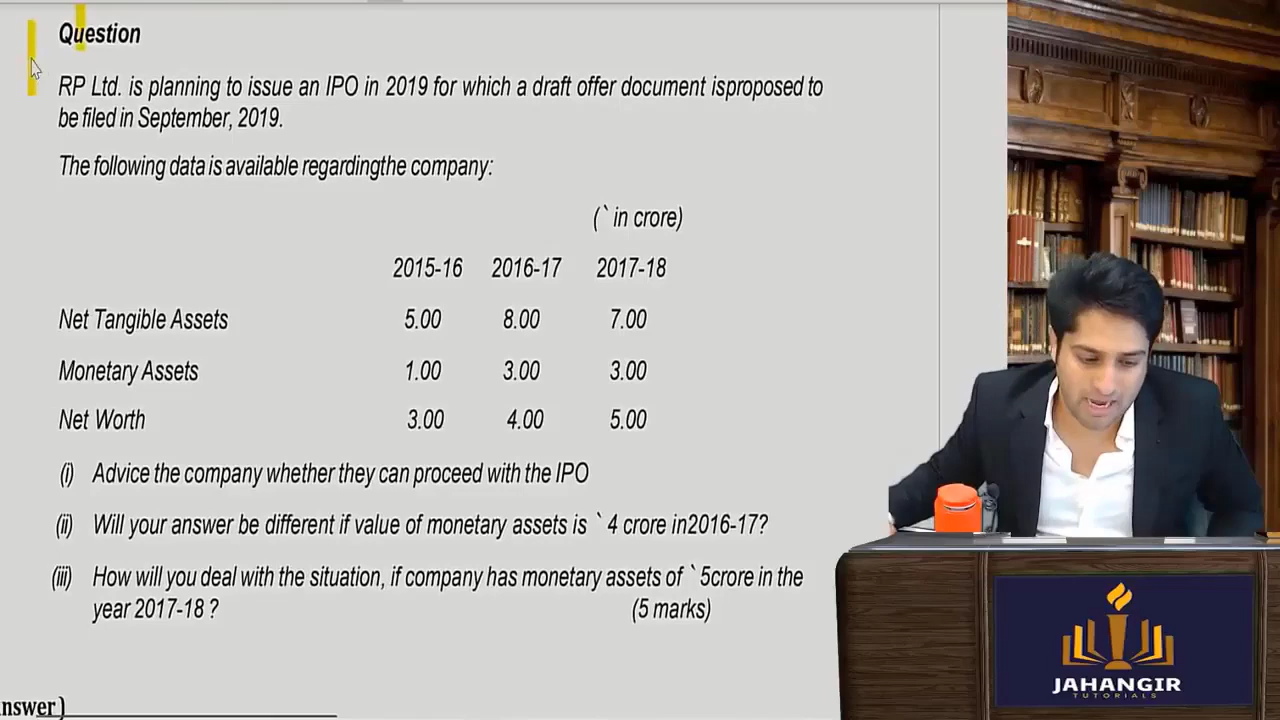 Question
RP Ltd. is planning to issue an IPO in 2019 for which a draft offer document isproposed to
be filed in September, 2019.
The following data is available regardingthe company:
(` in crore)
2015-16 2016-17 2017-18
Net Tangible Assets 5.00 8.00 7.00
Monetary Assets 1.00 3.00 3.00
Net Worth 3.00 4.00 5.00
(i) Advice the company whether they can proceed with the IPO
(ii) Will your answer be different if value of monetary assets is ` 4 crore in2016-17?
(iii) How will you deal with the situation, if company has monetary assets of ` 5crore in the
year 2017-18 ? (5 marks)
nswer)
JAHANGIR
TUTORIALS